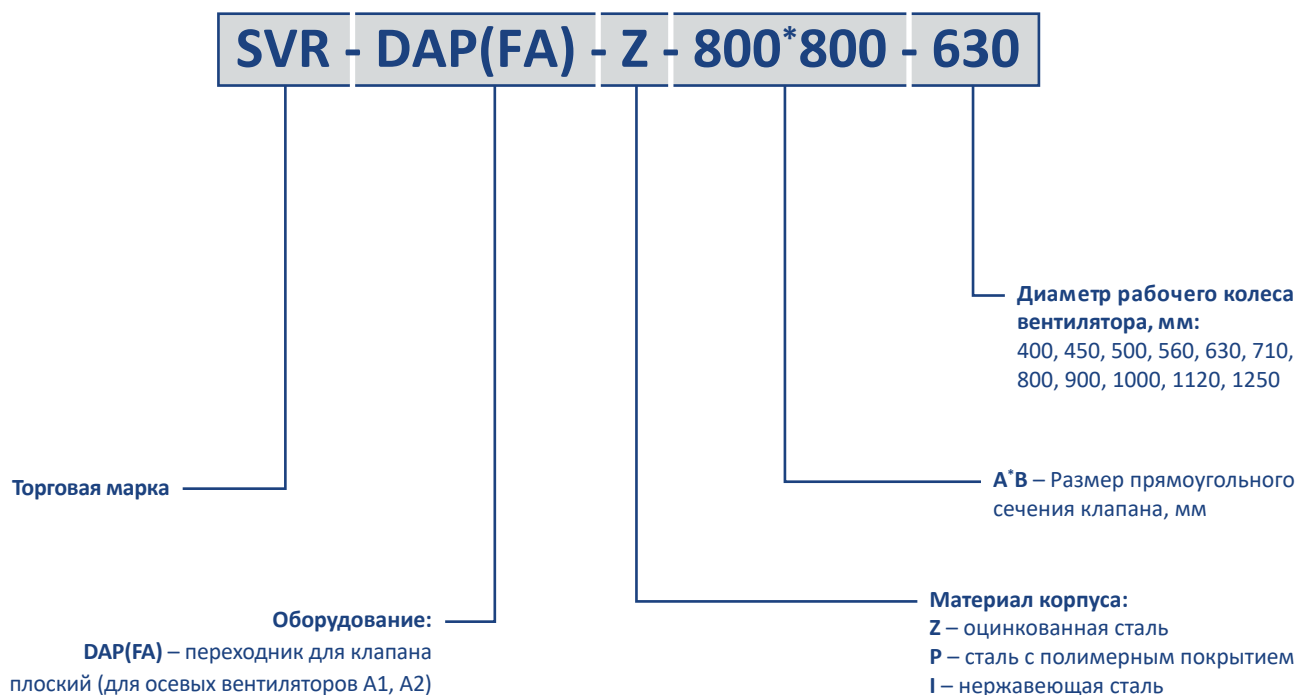 SVR - DAP(FA) - Z - 800*800 - 630
Диаметр рабочего колеса
вентилятора, мм:
400, 450, 500, 560, 630, 710,
800, 900, 1000, 1120, 1250
Торговая марка
A*B – Размер прямоугольного
сечения клапана, мм
Оборудование:
DAP(FA) – переходник для клапана
плоский (для осевых вентиляторов А1, А2)
Материал корпуса:
Z – оцинкованная сталь
P – сталь с полимерным покрытием
I – нержавеющая сталь